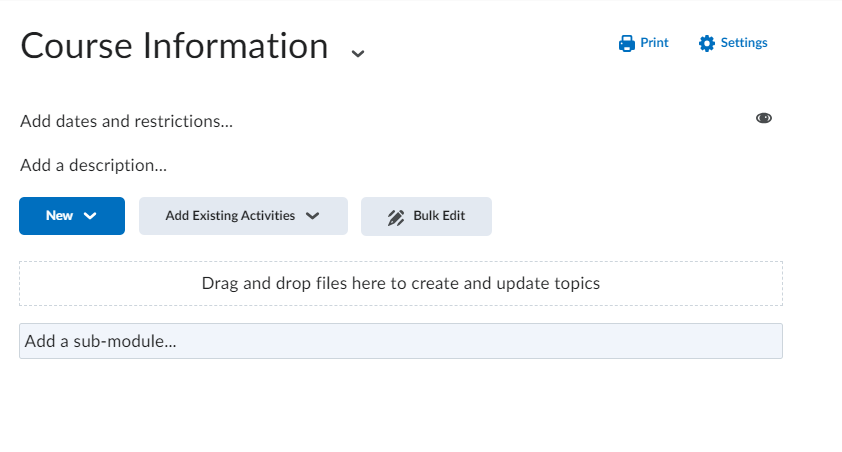 Course Information
Print
Settings
Add dates and restrictions...
Add a description...
New
Add Existing Activities
Bulk Edit
Drag and drop files here to create and update topics
Add a sub-module...